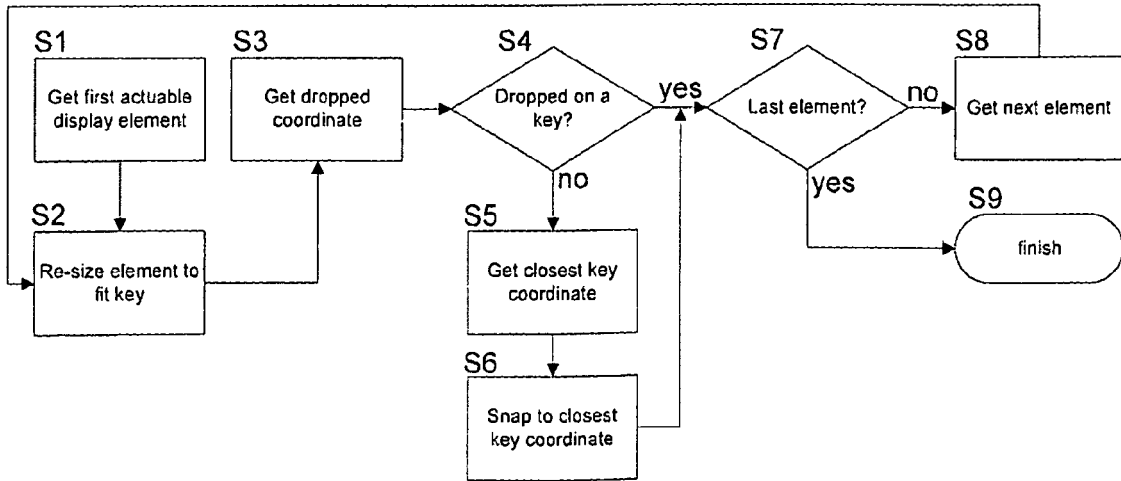 S1
Get first actuable
display element
S2
Re-size element to
fit key
S3
Get dropped
coordinate
S4
Dropped on a
key?
yes
no
S5
Get closest key
coordinate
S6
Snap to closest
key coordinate
S7
Last element?
no
yes
S8
Get next element
S9
finish